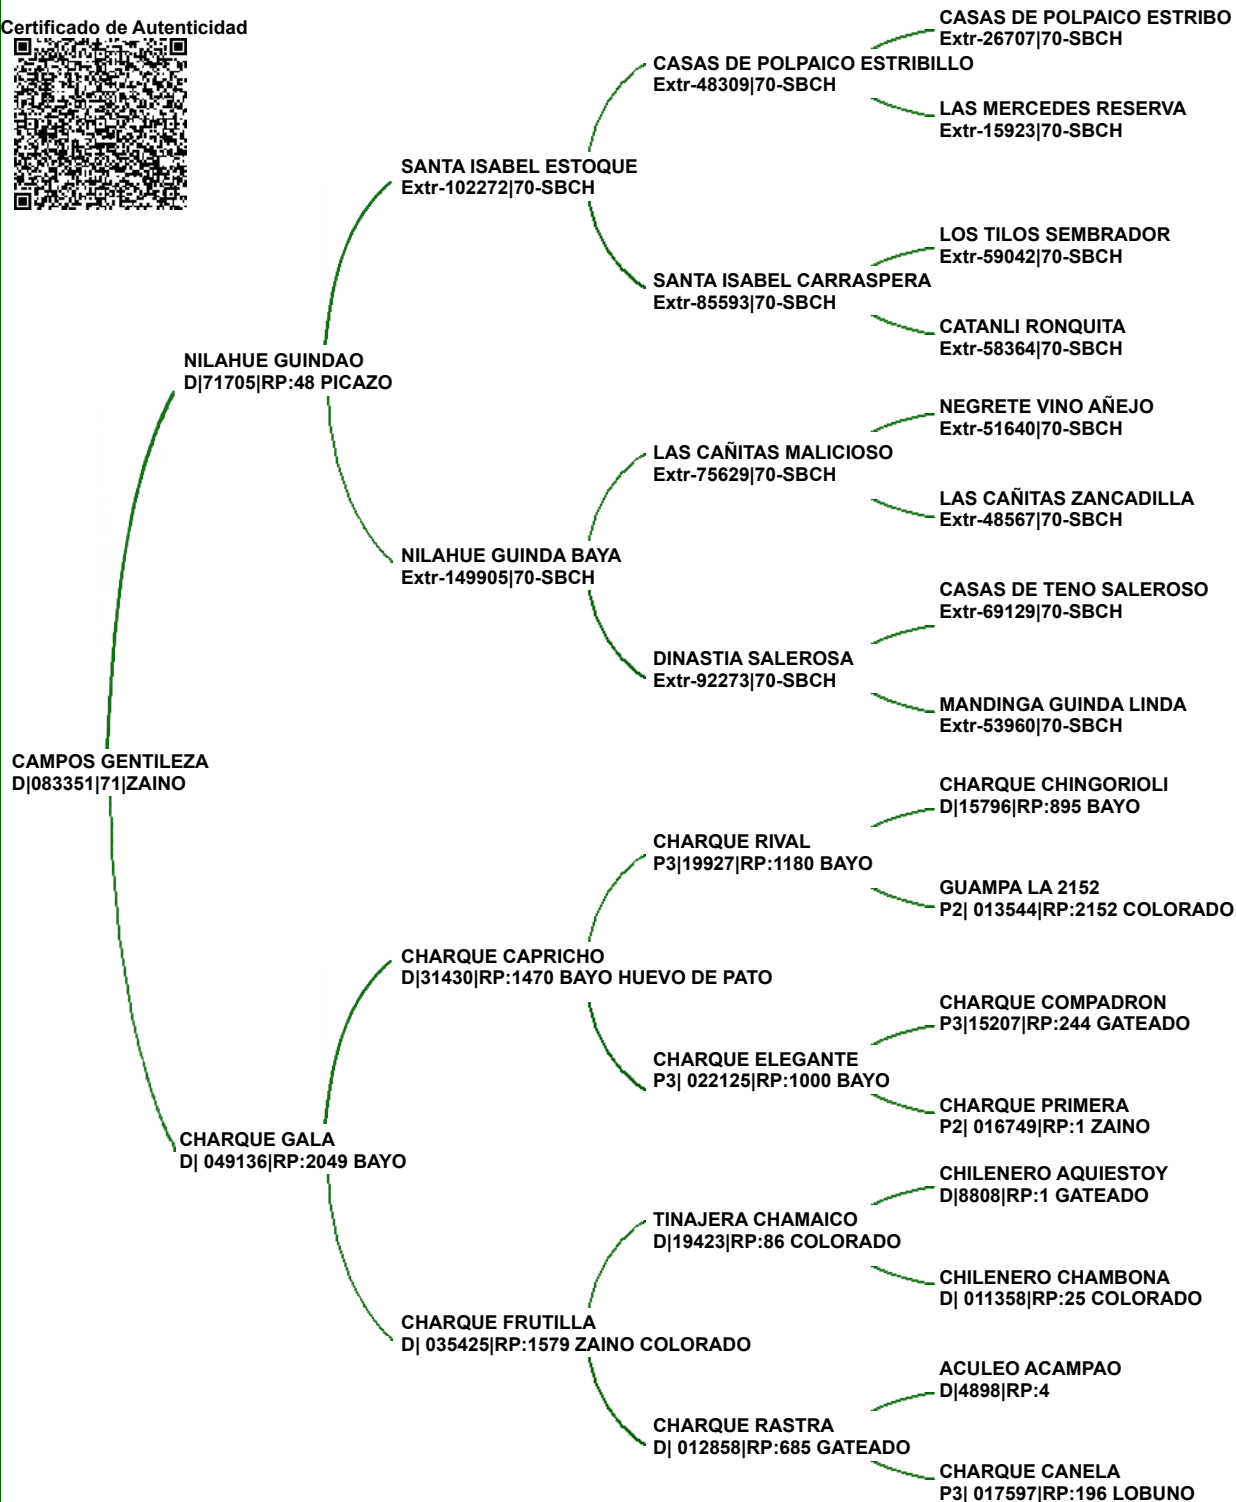 Certificado de Autenticidad
CASAS DE POLPAICO ESTRIBO
Extr-26707|70-SBCH
CASAS DE POLPAICO ESTRIBILLO
Extr-48309|70-SBCH
LAS MERCEDES RESERVA
Extr-15923|70-SBCH
SANTA ISABEL ESTOQUE
Extr-102272|70-SBCH
LOS TILOS SEMBRADOR
Extr-59042|70-SBCH
SANTA ISABEL CARRASPERA
Extr-85593|70-SBCH
CATANLI RONQUITA
Extr-58364|70-SBCH
NILAHUE GUINDAO
D|71705|RP:48 PICAZO
NEGRETE VINO AÑEJO
Extr-51640|70-SBCH
LAS CAÑITAS MALICIOSO
Extr-75629|70-SBCH
LAS CAÑITAS ZANCADILLA
Extr-48567|70-SBCH
NILAHUE GUINDA BAYA
Extr-149905|70-SBCH
CASAS DE TENO SALEROSO
Extr-69129|70-SBCH
DINASTIA SALEROSA
Extr-92273|70-SBCH
MANDINGA GUINDA LINDA
Extr-53960|70-SBCH
CAMPOS GENTILEZA
D|083351|71|ZAINO
CHARQUE CHINGORIOLI
D|15796|RP:895 BAYO
CHARQUE RIVAL
P3|19927|RP:1180 BAYO
GUAMPA LA 2152
P2| 013544|RP:2152 COLORADO
CHARQUE CAPRICHO
D|31430|RP:1470 BAYO HUEVO DE PATO
CHARQUE COMPADRON
P3|15207|RP:244 GATEADO
CHARQUE ELEGANTE
P3| 022125|RP:1000 BAYO
CHARQUE PRIMERA
P2| 016749|RP:1 ZAINO
CHARQUE GALA
D| 049136|RP:2049 BAYO
CHILENERO AQUIESTOY
D|8808|RP:1 GATEADO
TINAJERA CHAMAICO
D|19423|RP:86 COLORADO
CHILENERO CHAMBONA
D| 011358|RP:25 COLORADO
CHARQUE FRUTILLA
D| 035425|RP:1579 ZAINO COLORADO
ACULEO ACAMPAO
D|4898|RP:4
CHARQUE RASTRA
D| 012858|RP:685 GATEADO
CHARQUE CANELA
P3| 017597|RP:196 LOBUNO